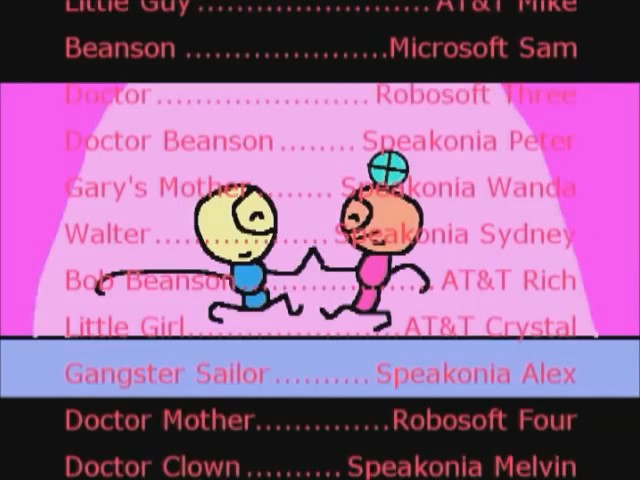 Little Guy........................AT&T Mike
Beanson .....................Microsoft Sam
Doctor...................... Robosoft Three
Doctor Beanson........ Speakonia Peter
Gary's Mother.......... Speakonia Wanda
Walter.................. Speakonia Sydney
Bob Beanson...................... AT&T Rich
Little Girl......................AT&T Crystal
Gangster Sailor.......... Speakonia Alex
Doctor Mother..............Robosoft Four
Doctor Clown.......... Speakonia Melvin